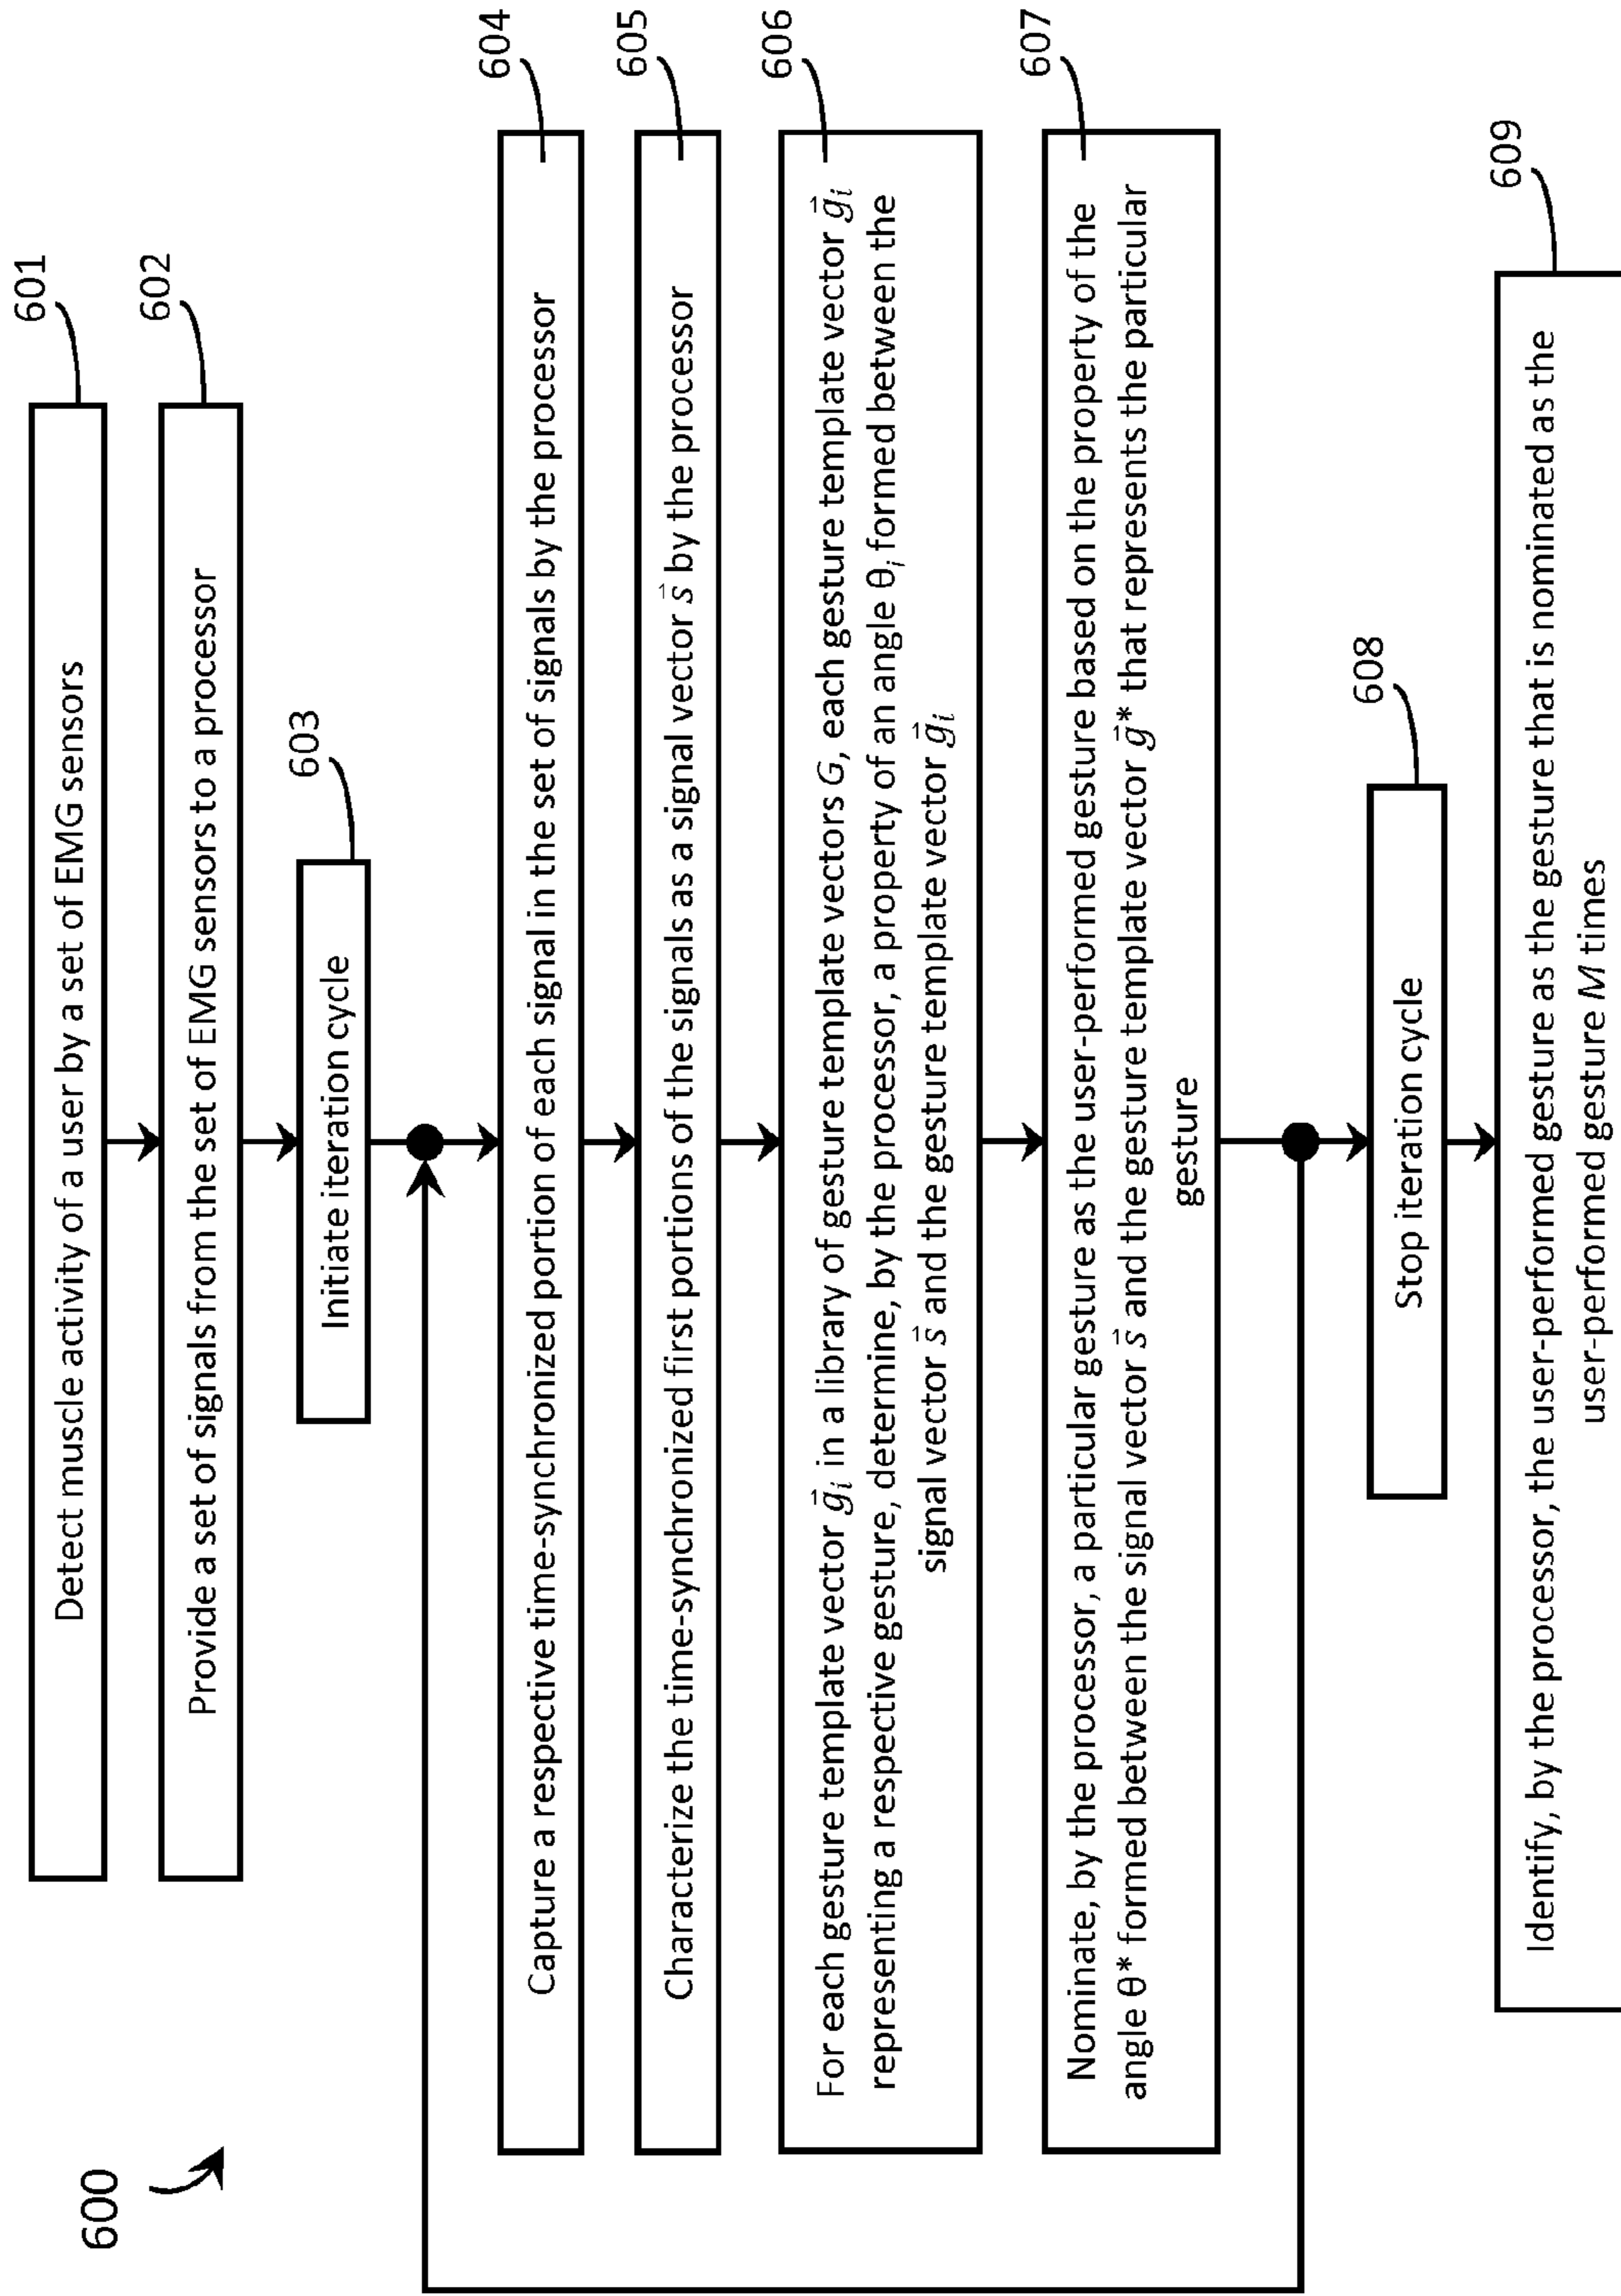 600
601
Detect muscle activity of a user by a set of EMG sensors
602
Provide a set of signals from the set of EMG sensors to a processor
603
Initiate iteration cycle
604
Capture a respective time-synchronized portion of each signal in the set of signals by the processor
605
Characterize the time-synchronized first portions of the signals as a signal vector s⃗ by the processor
606
For each gesture template vector g⃗ᵢ in a library of gesture template vectors G, each gesture template vector g⃗ᵢ
representing a respective gesture, determine, by the processor, a property of an angle θᵢ formed between the
signal vector s⃗ and the gesture template vector g⃗ᵢ
607
Nominate, by the processor, a particular gesture as the user-performed gesture based on the property of the
angle θ* formed between the signal vector s⃗ and the gesture template vector g⃗* that represents the particular
gesture
608
Stop iteration cycle
609
Identify, by the processor, the user-performed gesture as the gesture that is nominated as the
user-performed gesture M times